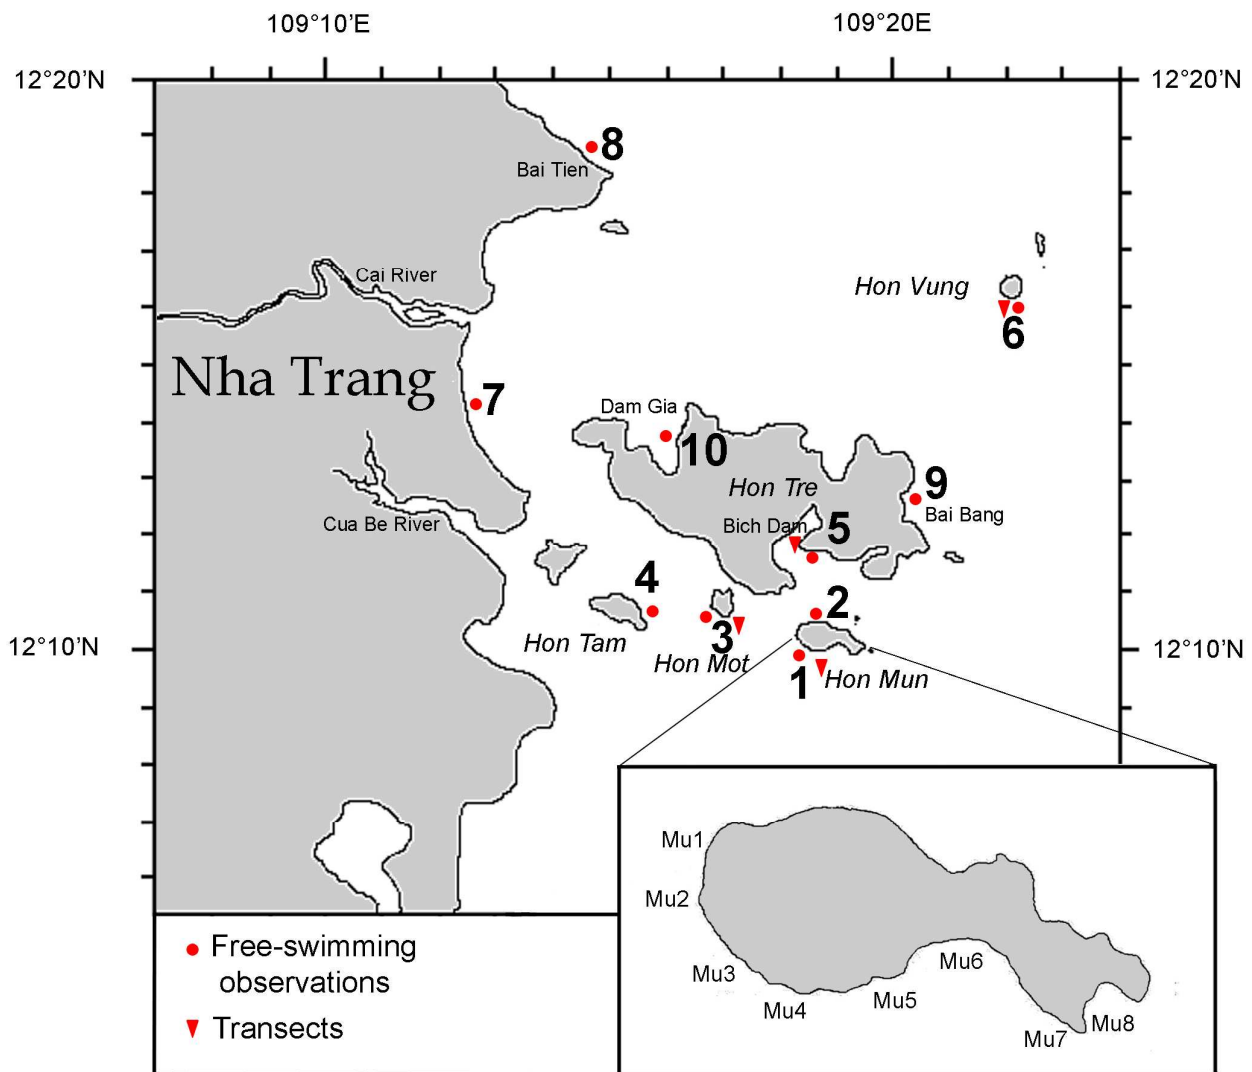 109°10'E
109°20E
12°20'N
12°20'N
8
Bai Tien
Cai River
Hon Vung
6
Nha Trang
7
Dam Gia
10
Hon Tre
9
Bai Bang
Bich Dam
5
Cua Be River
4
2
Hon Tam
3
Hon Mot
12°10'N
12°10'N
1
Hon Mun
Mu1
Mu2
Mu3
Mu4
Mu5
Mu6
Mu7
Mu8
Free-swimming
observations
Transects